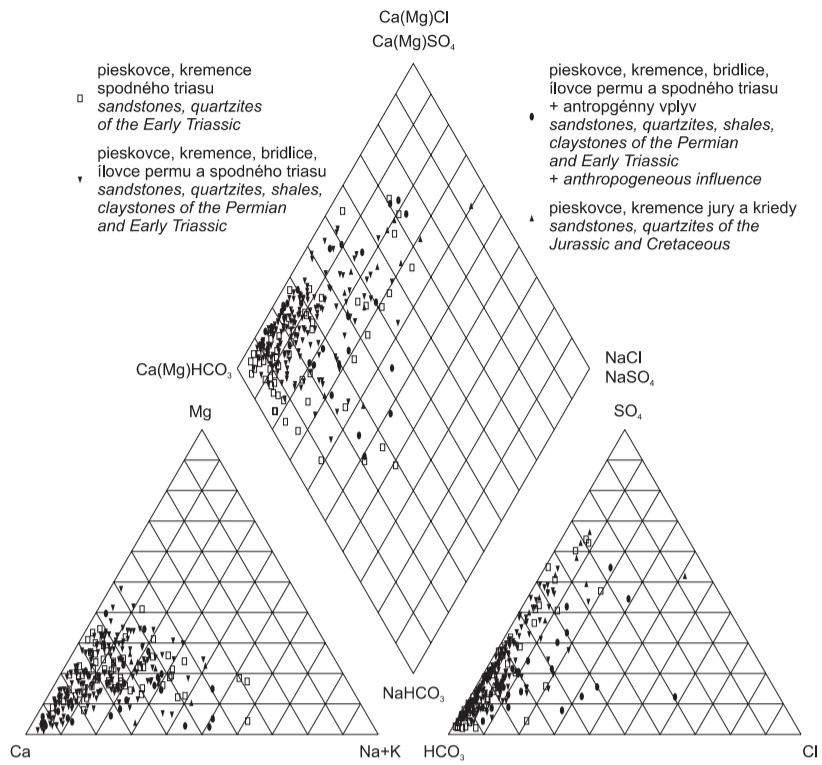 Ca(Mg)Cl
Ca(Mg)SO₄
pieskovce, kremence
spodného triasu
sandstones, quartzites
of the Early Triassic
pieskovce, kremence, bridlice,
ílovce permu a spodného triasu
sandstones, quartzites, shales,
claystones of the Permian
and Early Triassic
pieskovce, kremence, bridlice,
ílovce permu a spodného triasu
+ antropgénny vplyv
sandstones, quartzites, shales,
claystones of the Permian
and Early Triassic
+ anthropogeneous influence
pieskovce, kremence jury a kriedy
sandstones, quartzites of the
Jurassic and Cretaceous
Ca(Mg)HCO₃
NaCl
NaSO₄
Mg
SO₄
NaHCO₃
Ca
Na+K
HCO₃
Cl